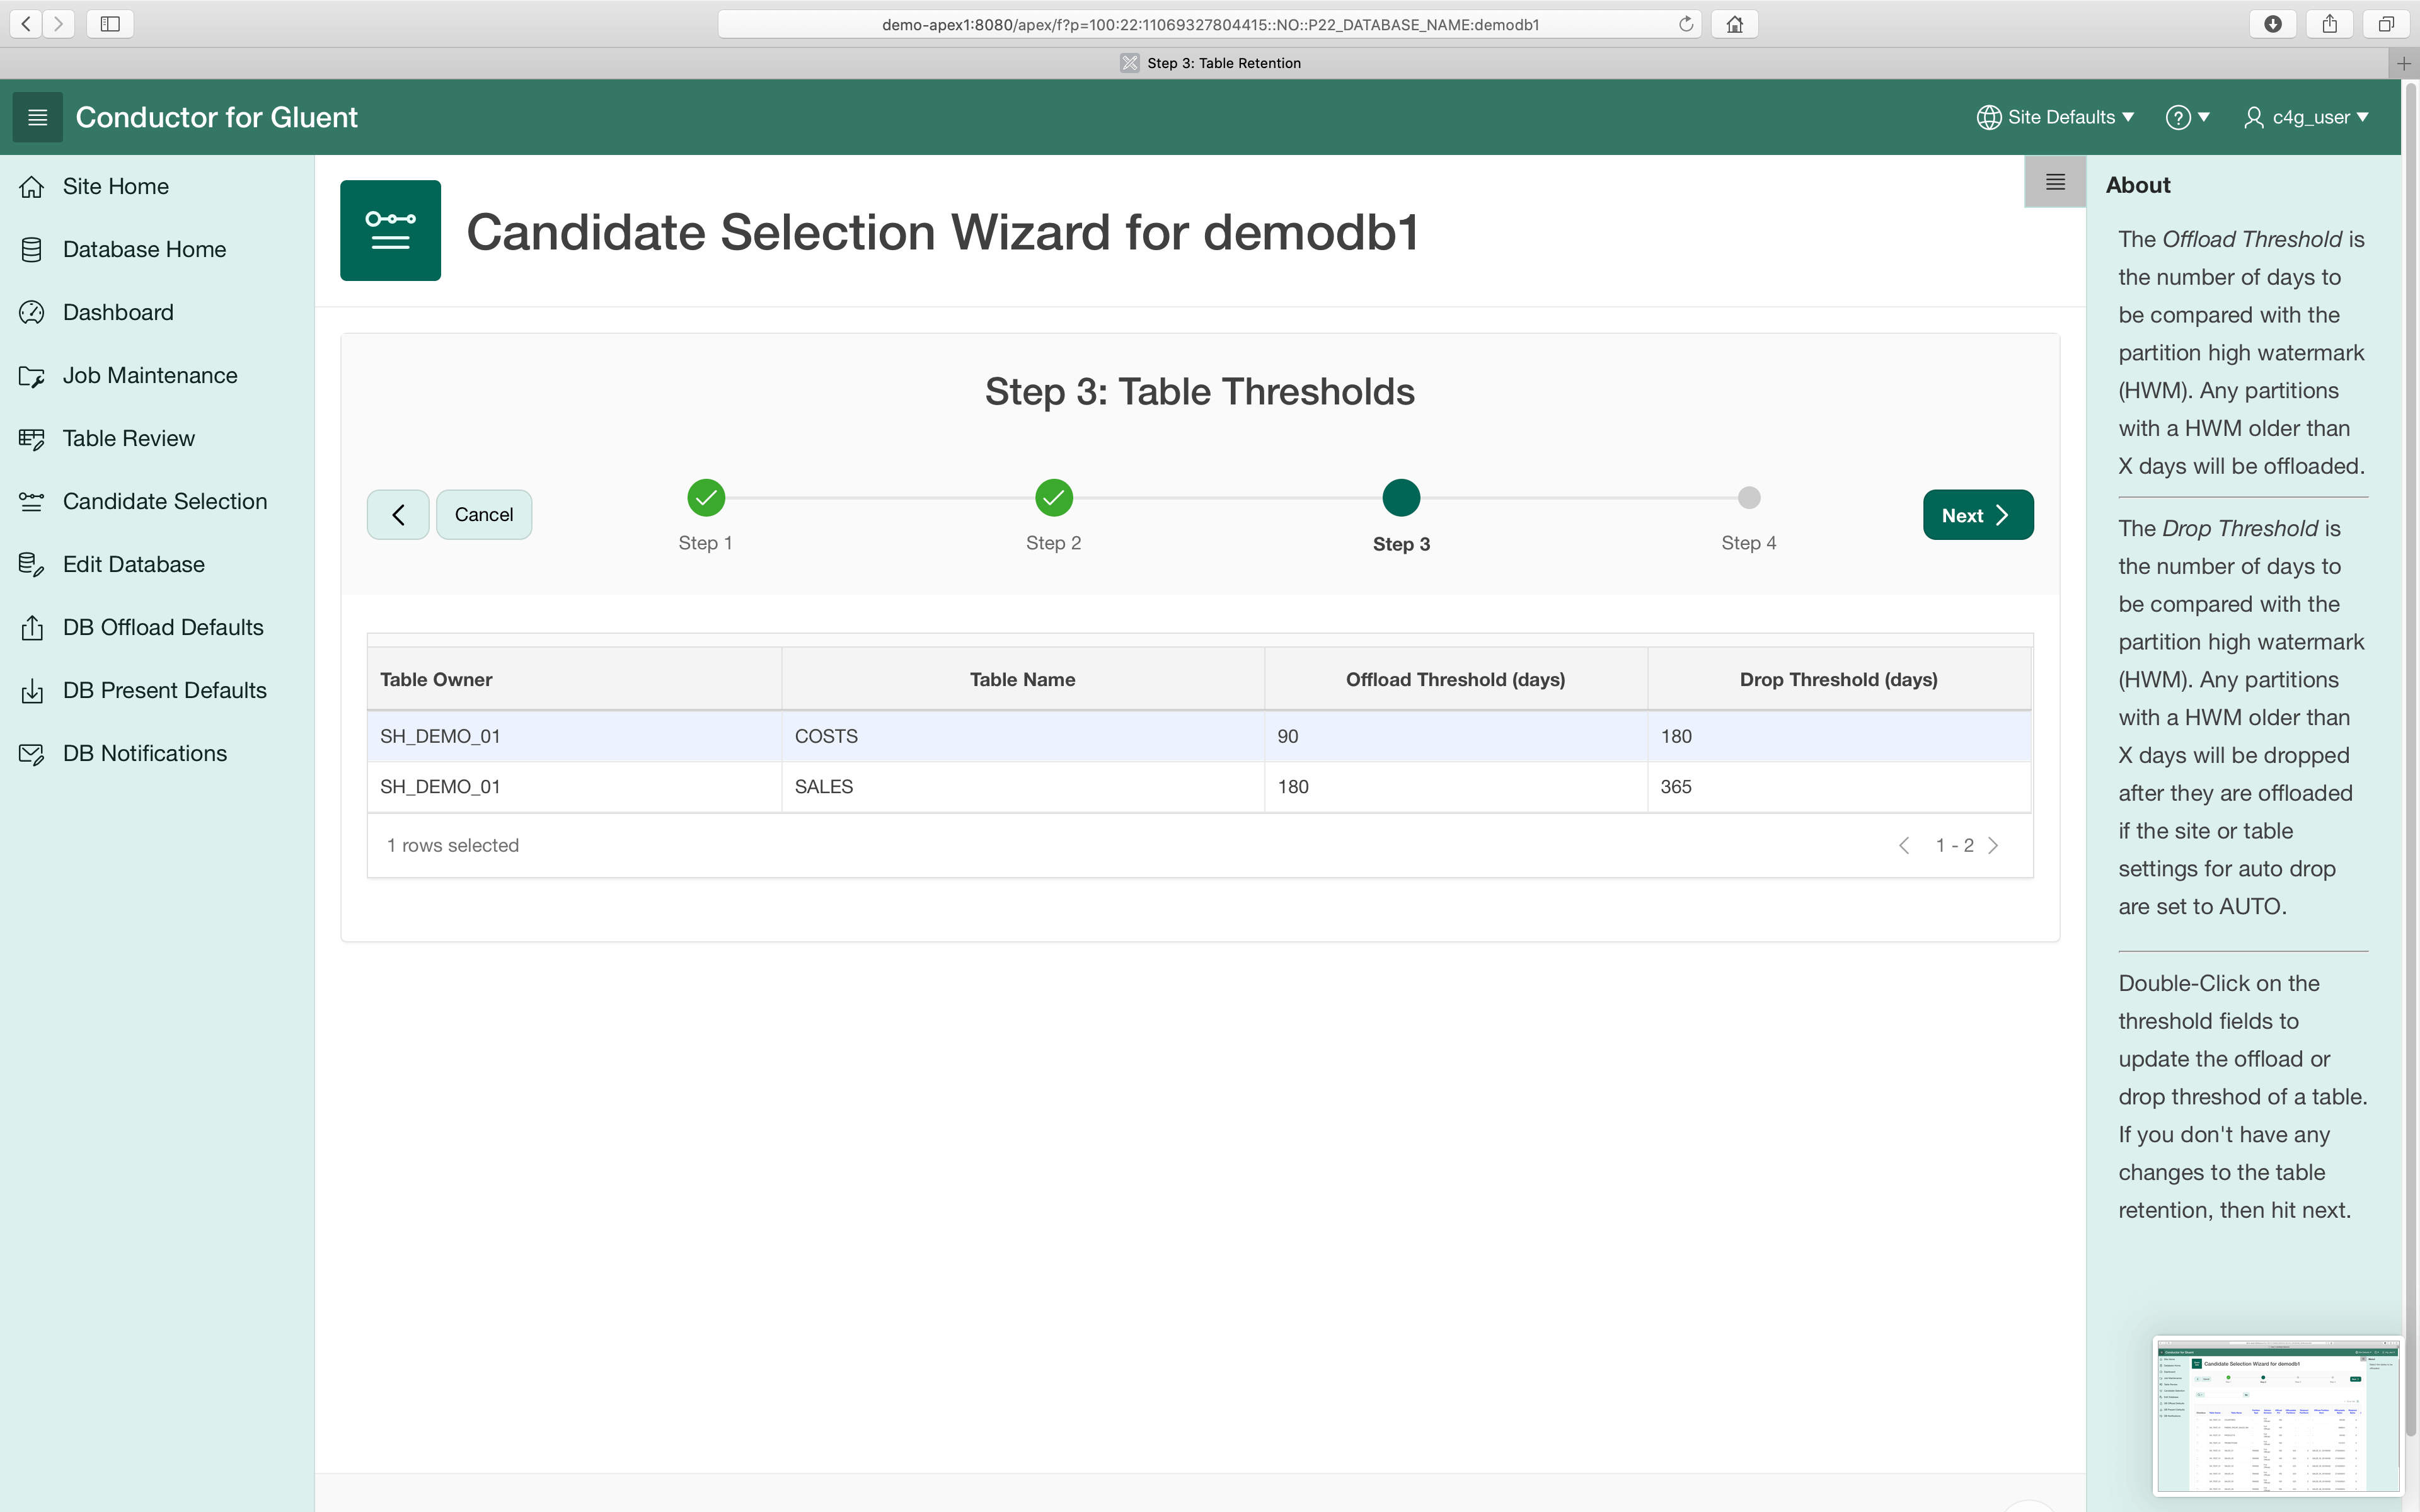 demo-apex1:8080/apex/f?p=100:22:11069327804415::NO::P22_DATABASE_NAME:demodb1
Step 3: Table Retention
Conductor for Gluent
Site Defaults
?
c4g_user
Site Home
Database Home
Dashboard
Job Maintenance
Table Review
Candidate Selection
Edit Database
DB Offload Defaults
DB Present Defaults
DB Notifications
Candidate Selection Wizard for demodb1
Step 3: Table Thresholds
Cancel
Step 1
Step 2
Step 3
Step 4
Next
Table Owner Table Name Offload Threshold (days) Drop Threshold (days)
SH_DEMO_01 COSTS 90 180
SH_DEMO_01 SALES 180 365
1 rows selected
1 - 2
About
The Offload Threshold is
the number of days to
be compared with the
partition high watermark
(HWM). Any partitions
with a HWM older than
X days will be offloaded.
The Drop Threshold is
the number of days to
be compared with the
partition high watermark
(HWM). Any partitions
with a HWM older than
X days will be dropped
after they are offloaded
if the site or table
settings for auto drop
are set to AUTO.
Double-Click on the
threshold fields to
update the offload or
drop threshod of a table.
If you don't have any
changes to the table
retention, then hit next.
Candidate Selection Wizard for demodb1